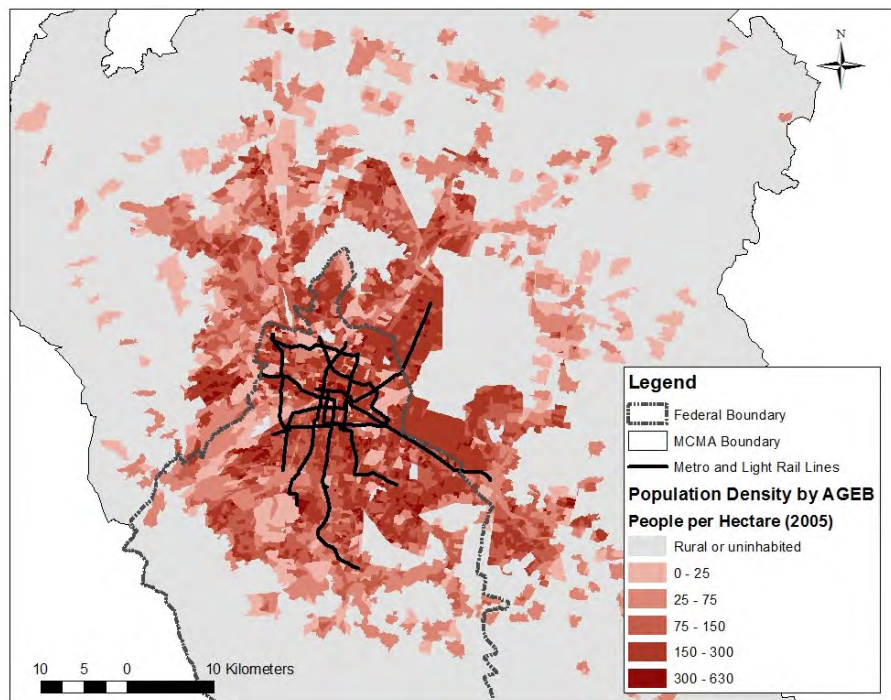 N
Legend
Federal Boundary
MCMA Boundary
Metro and Light Rail Lines
Population Density by AGEB
People per Hectare (2005)
Rural or uninhabited
0 - 25
25 - 75
75 - 150
150 - 300
300 - 630
10 5 0 10 Kilometers